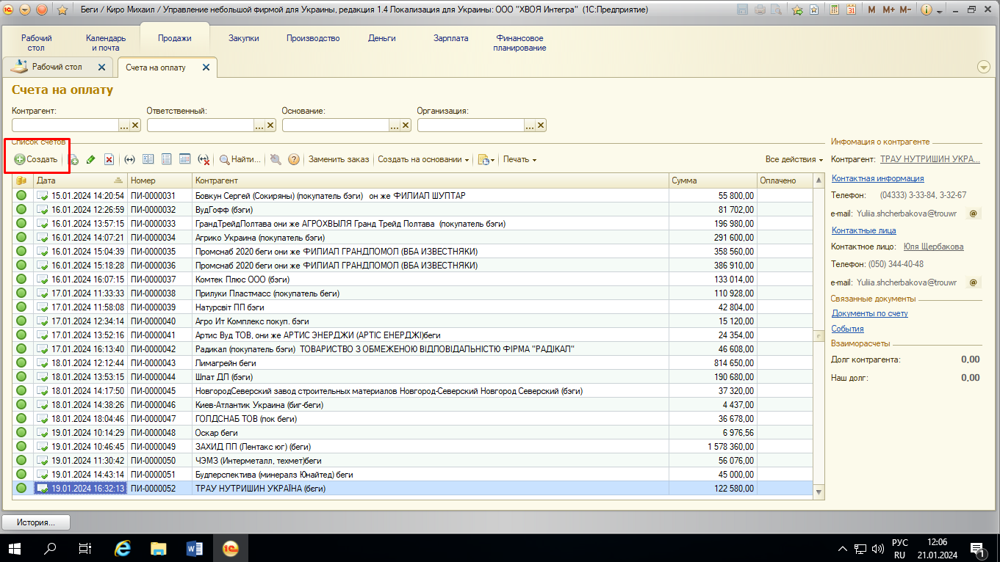 Беги / Киро Михаил / Управление небольшой фирмой для Украины, редакция 1.4 Локализация для Украины: ООО "ХВОЯ Интегра" (1С:Предприятие)
M M+ M-
Рабочий стол
Календарь и почта
Продажи
Закупки
Производство
Деньги
Зарплата
Финансовое планирование
Рабочий стол
Счета на оплату
Счета на оплату
Контрагент: Ответственный: Основание: Организация:
Список счетов
Создать Найти... Заменить заказ Создать на основании Печать Все действия
Дата Номер Контрагент Сумма Оплачено
15.01.2024 14:20:54 ПИ-0000031 Бовкун Сергей (Сокиряны) (покупатель бэги) он же ФИЛИАЛ ШУПТАР 55 800,00
16.01.2024 12:26:59 ПИ-0000032 ВудГофф (бэги) 81 702,00
16.01.2024 13:57:15 ПИ-0000033 ГрандТрейдПолтава они же АГРОХВЫЛЯ Гранд Трейд Полтава (покупатель бэги) 196 980,00
16.01.2024 14:07:21 ПИ-0000034 Агрико Украина (покупатель бэги) 291 600,00
16.01.2024 15:04:39 ПИ-0000035 Промснаб 2020 беги они же ФИЛИАЛ ГРАНДПОМОЛ (ВБА ИЗВЕСТНЯКИ) 358 560,00
16.01.2024 15:18:28 ПИ-0000036 Промснаб 2020 беги они же ФИЛИАЛ ГРАНДПОМОЛ (ВБА ИЗВЕСТНЯКИ) 386 910,00
16.01.2024 16:07:15 ПИ-0000037 Комтек Плюс ООО (бэги) 133 014,00
17.01.2024 11:33:33 ПИ-0000038 Прилуки Пластмасс (покупатель беги) 110 928,00
17.01.2024 11:58:08 ПИ-0000039 Натурсвіт ПП бэги 42 804,00
17.01.2024 12:34:14 ПИ-0000040 Агро Ит Комплекс покуп. бэги 15 120,00
17.01.2024 13:52:16 ПИ-0000041 Артис Вуд ТОВ, они же АРТИС ЭНЕРДЖИ (АРТІС ЕНЕРДЖІ)беги 24 354,00
17.01.2024 16:13:40 ПИ-0000042 Радикал (покупатель бэги) ТОВАРИСТВО З ОБМЕЖЕНОЮ ВІДПОВІДАЛЬНІСТЮ ФІРМА "РАДІКАЛ" 46 608,00
18.01.2024 12:12:44 ПИ-0000043 Лимагрейн беги 814 650,00
18.01.2024 13:53:15 ПИ-0000044 Шпат ДП (бэги) 190 680,00
18.01.2024 14:17:50 ПИ-0000045 НовгородСеверский завод строительных материалов Новгород-Северский Новгород Северский (бэги) 37 320,00
18.01.2024 14:38:26 ПИ-0000046 Киев-Атлантик Украина (биг-беги) 4 437,00
18.01.2024 18:04:46 ПИ-0000047 ГОЛДСНАБ ТОВ (пок беги) 36 678,00
19.01.2024 10:14:29 ПИ-0000048 Оскар беги 6 976,56
19.01.2024 10:46:45 ПИ-0000049 ЗАХИД ПП (Лентакс юг) (беги) 1 578 360,00
19.01.2024 11:30:42 ПИ-0000050 ЧЭМЗ (Интерметалл, техмет)беги 56 076,00
19.01.2024 14:43:14 ПИ-0000051 Будперспектива (минералз Юнайтед) беги 45 000,00
19.01.2024 16:32:13 ПИ-0000052 ТРАУ НУТРИШИН УКРАЇНА (беги) 122 580,00
Инфомация о контрагенте
Контрагент: ТРАУ НУТРИШИН УКРА...
Контактная информация
Телефон: (04333) 3-33-84, 3-32-67
e-mail: Yuliia.shcherbakova@trouwr @
Контактные лица
Контактное лицо: Юля Щербакова
Телефон: (050) 344-40-48
e-mail: Yuliia.shcherbakova@trouwr @
Связанные документы
Документы по счету
События
Взаиморасчеты
Долг контрагента: 0,00
Наш долг: 0,00
История...
РУС
RU
12:06
21.01.2024
1